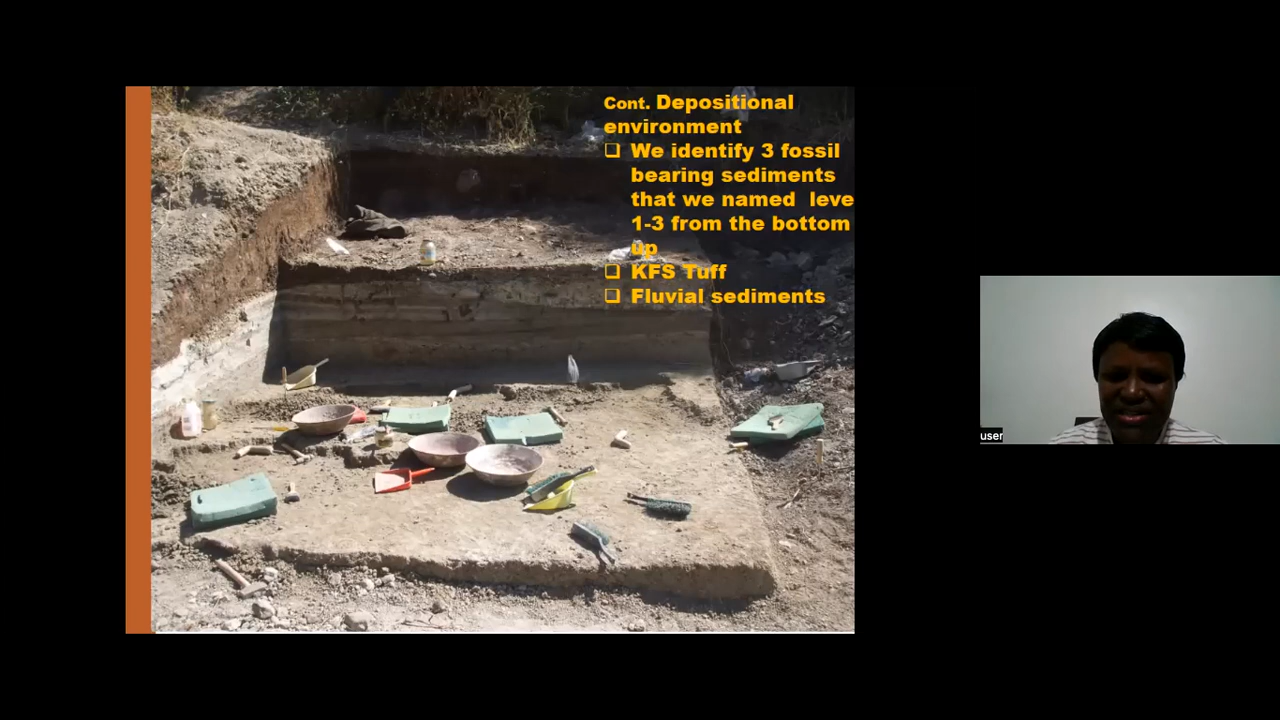 Cont. Depositional
environment
❑ We identify 3 fossil
bearing sediments
that we named leve
1-3 from the bottom
up
❑ KFS Tuff
❑ Fluvial sediments
user